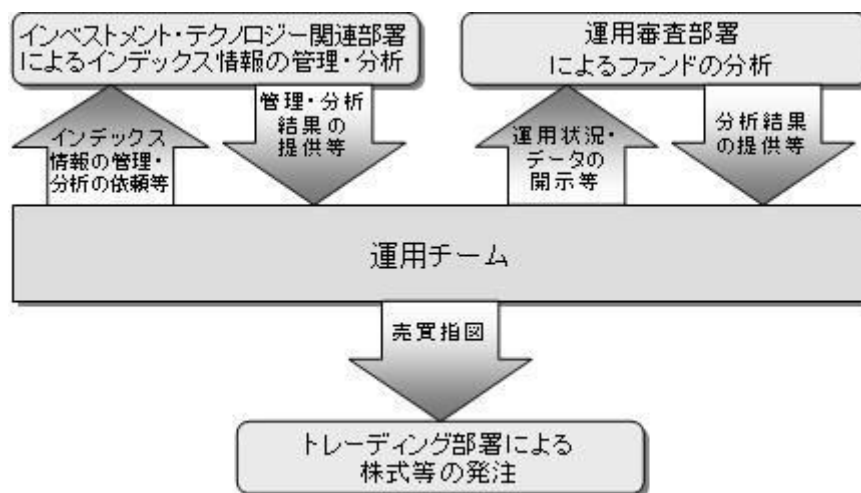 インベストメント・テクノロジー関連部署
によるインデックス情報の管理・分析
運用審査部署
によるファンドの分析
インデックス
情報の管理・
分析の依頼等
管理・分析
結果の
提供等
運用状況・
データの
開示等
分析結果
の提供等
運用チーム
売買指図
トレーディング部署による
株式等の発注